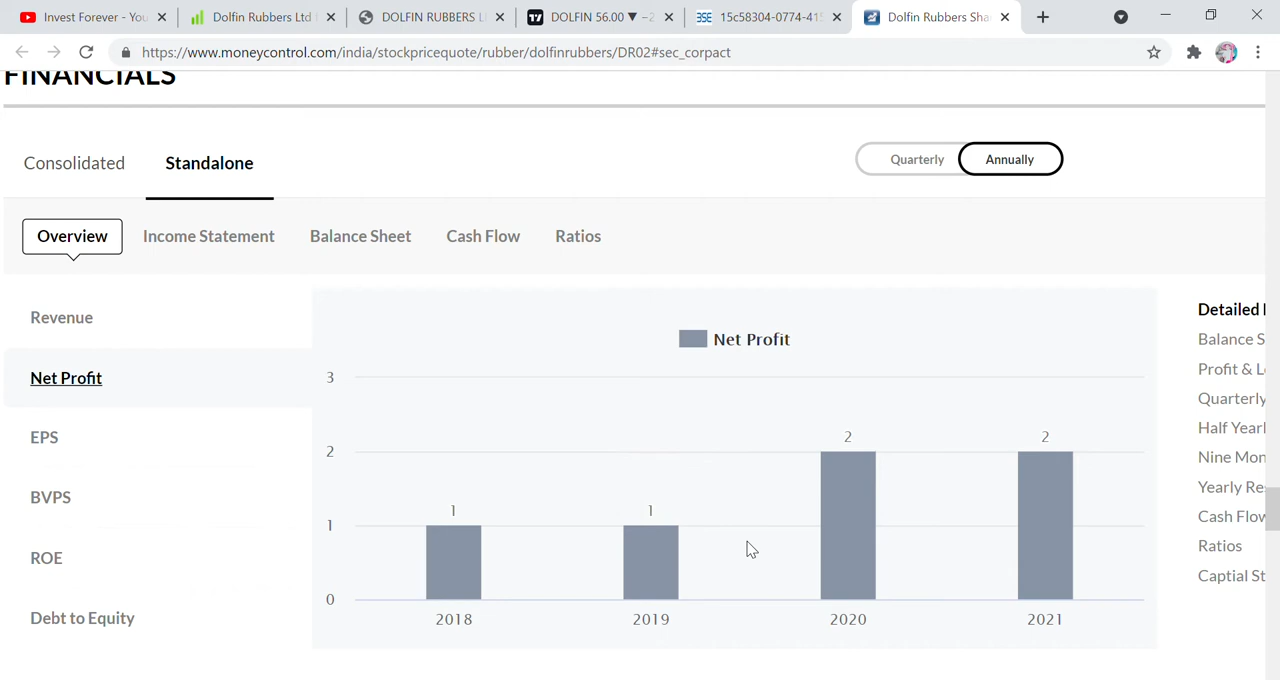 Invest Forever - You
Dolfin Rubbers Ltd
DOLFIN RUBBERS L
DOLFIN 56.00 ▼ −2
15c58304-0774-415
Dolfin Rubbers Sha
https://www.moneycontrol.com/india/stockpricequote/rubber/dolfinrubbers/DR02#sec_corpact
FINANCIALS
Consolidated
Standalone
Quarterly
Annually
Overview
Income Statement
Balance Sheet
Cash Flow
Ratios
Revenue
Net Profit
EPS
BVPS
ROE
Debt to Equity
Net Profit
3
2
1
0
1
1
2
2
2018
2019
2020
2021
Detailed
Balance S
Profit & L
Quarterly
Half Year
Nine Mon
Yearly Re
Cash Flow
Ratios
Captial St